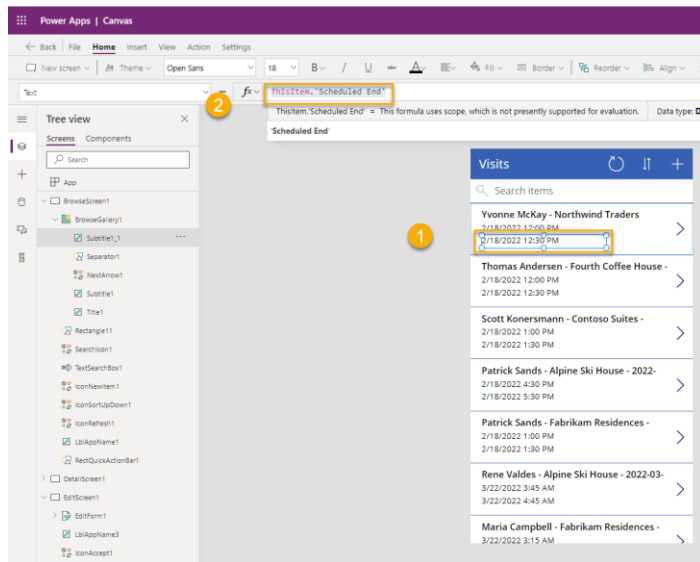 Power Apps | Canvas
Back File Home Insert View Action Settings
New screen Theme Open Sans 18 B / U abc A Fill Border Reorder Align
Text = fx ThisItem.'Scheduled End'
2
ThisItem.'Scheduled End' = This formula uses scope, which is not presently supported for evaluation. Data type: D
'Scheduled End'
Tree view
Screens Components
Search
App
BrowseScreen1
BrowseGallery1
Subtitle1_1 ...
Separator1
NextArrow1
Subtitle1
Title1
Rectangle11
SearchIcon1
TextSearchBox1
IconNewItem1
IconSortUpDown1
IconRefresh1
LblAppName1
RectQuickActionBar1
DetailScreen1
EditScreen1
EditForm1
LblAppName3
IconAccept1
1
Visits
Search items
Yvonne McKay - Northwind Traders
2/18/2022 12:00 PM
2/18/2022 12:30 PM
Thomas Andersen - Fourth Coffee House -
2/18/2022 12:00 PM
2/18/2022 12:30 PM
Scott Konersmann - Contoso Suites -
2/18/2022 1:00 PM
2/18/2022 1:30 PM
Patrick Sands - Alpine Ski House - 2022-
2/18/2022 4:30 PM
2/18/2022 5:30 PM
Patrick Sands - Fabrikam Residences -
2/18/2022 1:00 PM
2/18/2022 1:30 PM
Rene Valdes - Alpine Ski House - 2022-03-
3/22/2022 3:45 AM
3/22/2022 4:45 AM
Maria Campbell - Fabrikam Residences -
3/22/2022 3:15 AM